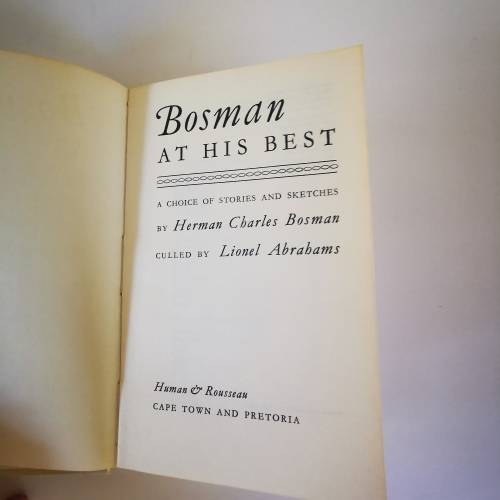 Bosman
AT HIS BEST
A CHOICE OF STORIES AND SKETCHES
BY Herman Charles Bosman
CULLED BY Lionel Abrahams
Human & Rousseau
CAPE TOWN AND PRETORIA